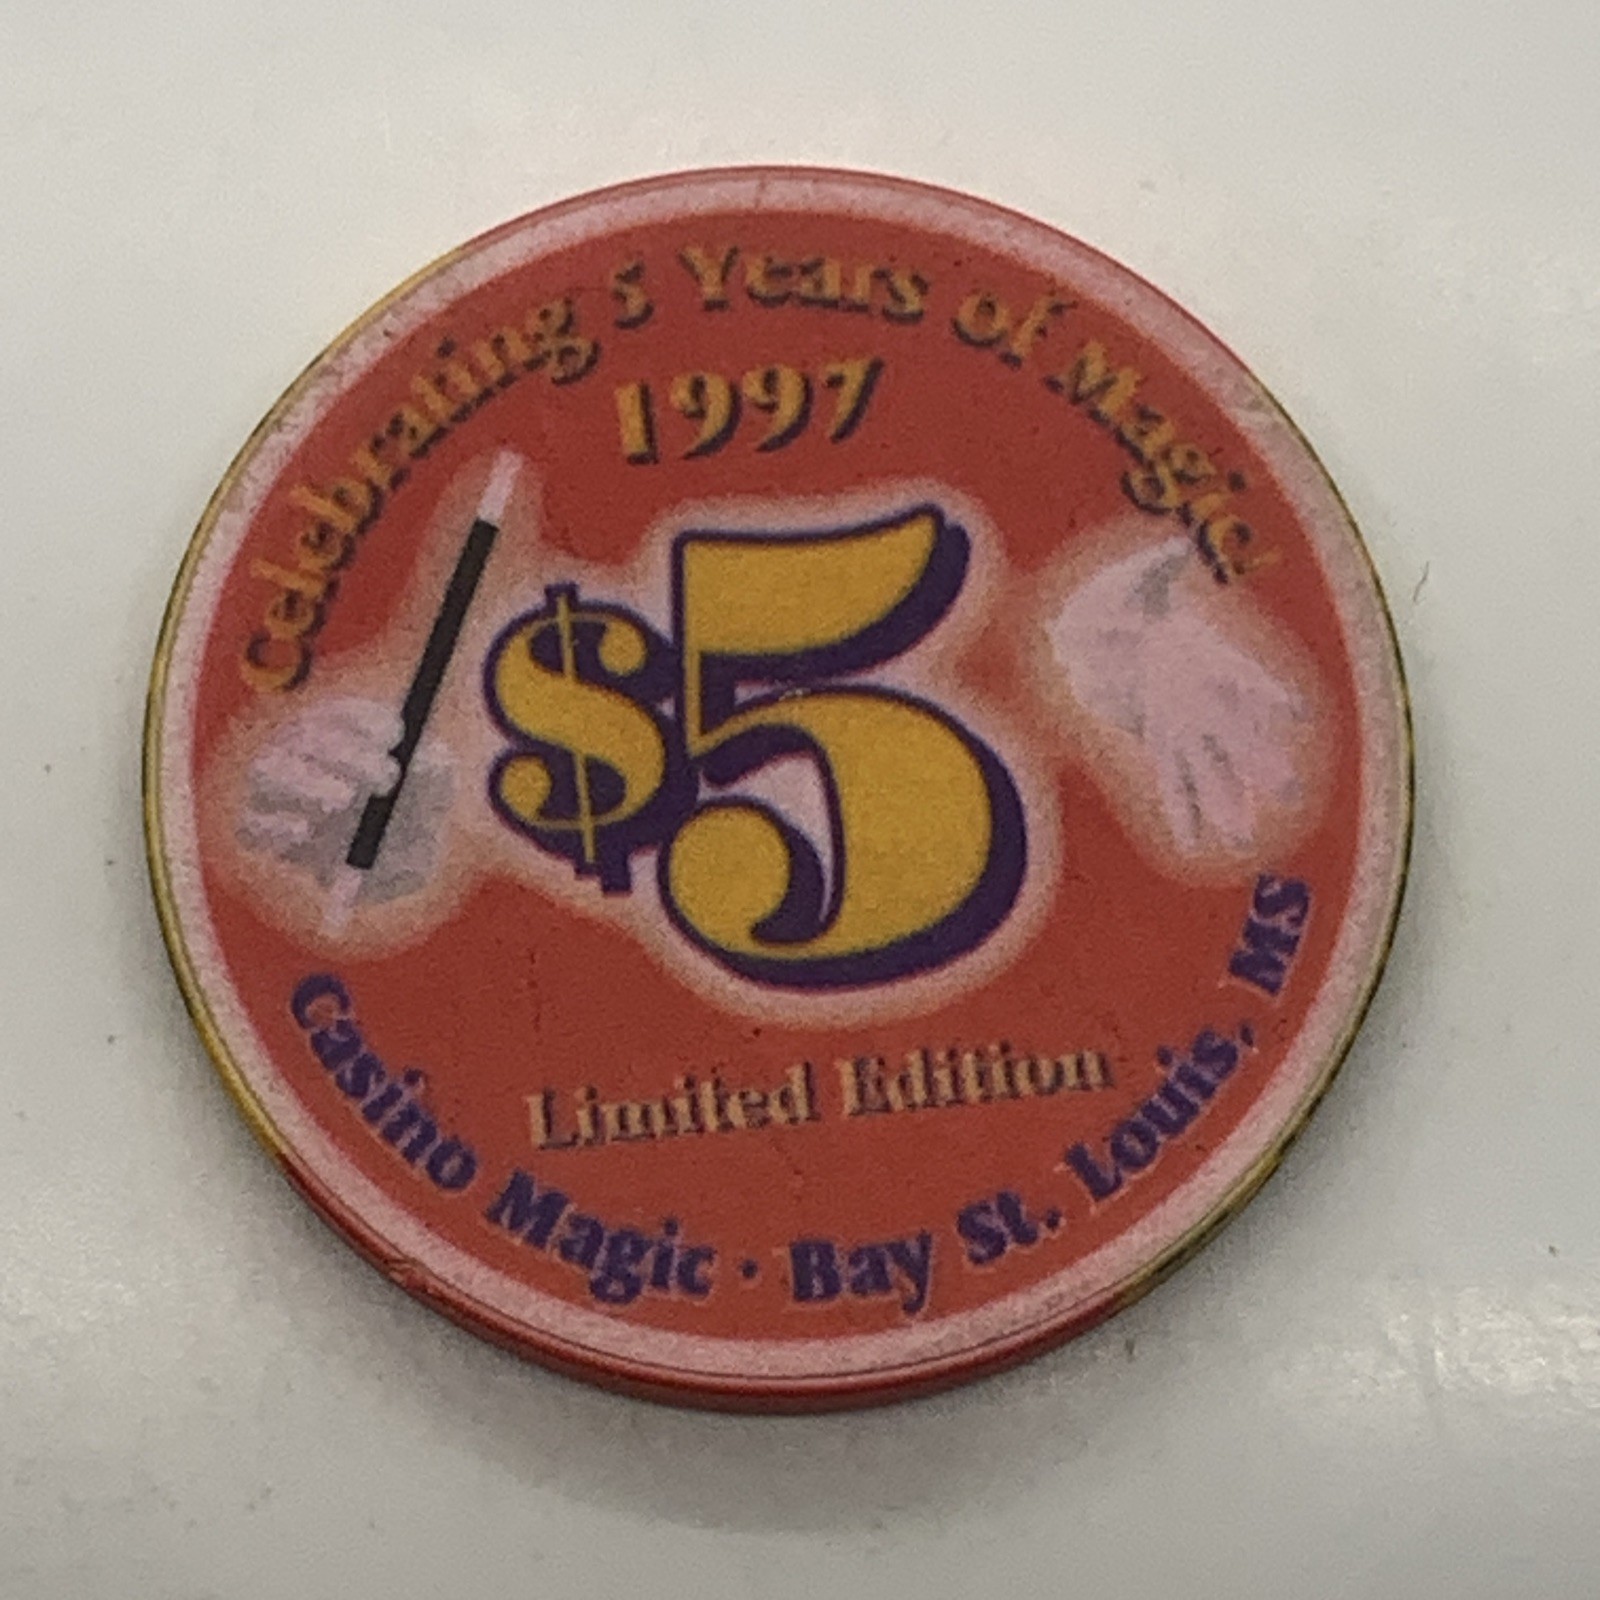 Celebrating 5 Years of Magic!
1997
$5
Limited Edition
Casino Magic · Bay St. Louis, MS